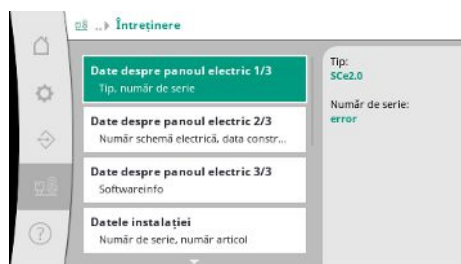 ..▸ Întreținere
Date despre panoul electric 1/3
Tip, număr de serie
Date despre panoul electric 2/3
Număr schemă electrică, data constr...
Date despre panoul electric 3/3
Softwareinfo
Datele instalației
Număr de serie, număr articol
Tip:
SCe2.0
Număr de serie:
error